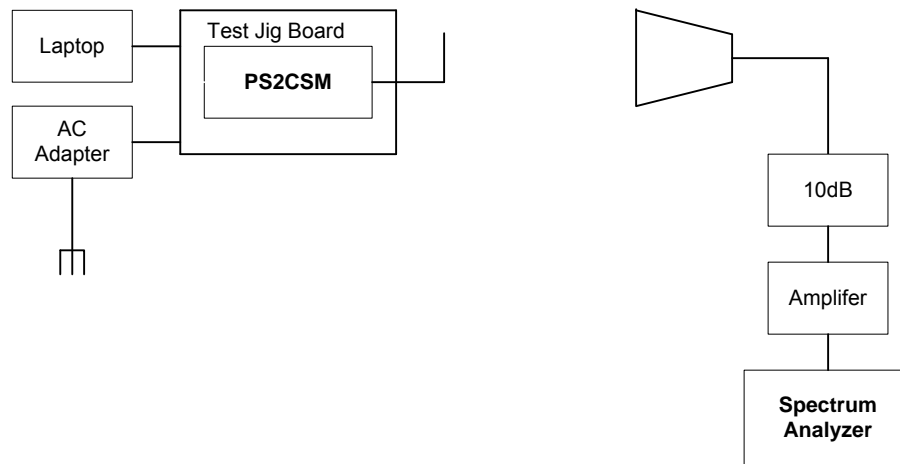 Laptop
Test Jig Board
PS2CSM
AC
Adapter
10dB
Amplifer
Spectrum
Analyzer